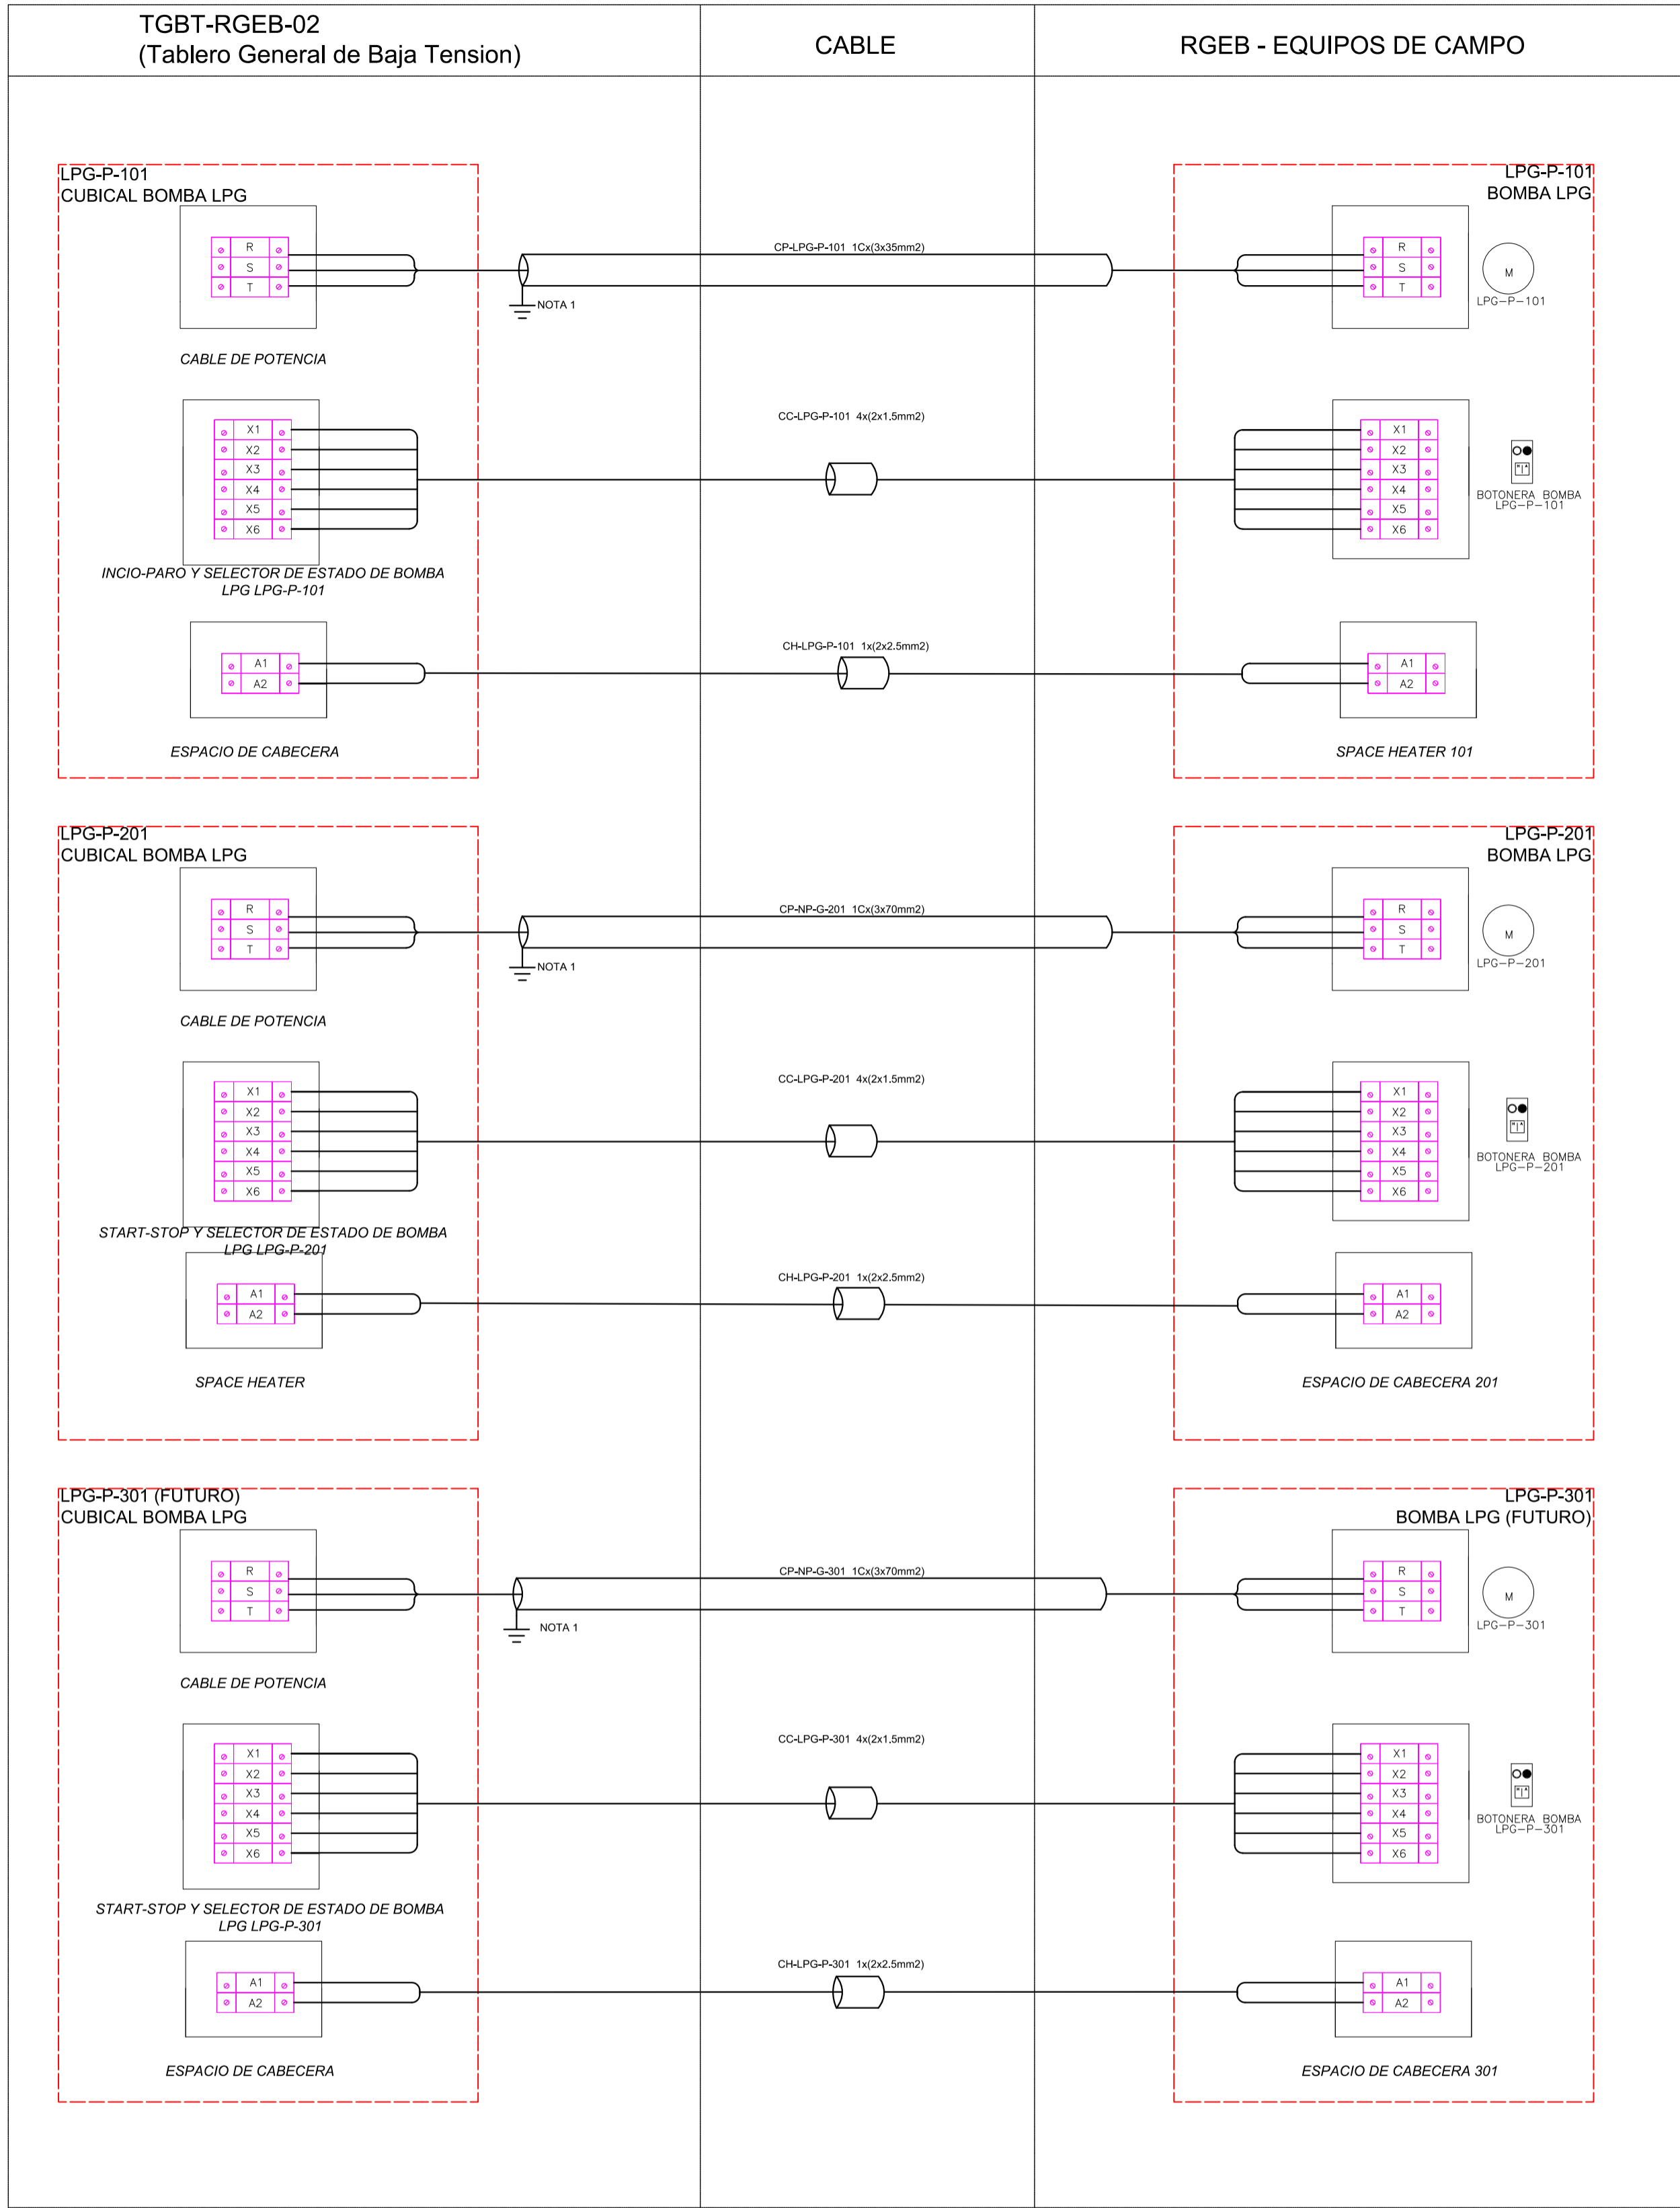 TGBT-RGEB-02
(Tablero General de Baja Tension)
CABLE
RGEB - EQUIPOS DE CAMPO
LPG-P-101
CUBICAL BOMBA LPG
LPG-P-101
BOMBA LPG
R
S
T
CP-LPG-P-101 1Cx(3x35mm2)
NOTA 1
R
S
T
M
LPG-P-101
CABLE DE POTENCIA
X1
X2
X3
X4
X5
X6
CC-LPG-P-101 4x(2x1.5mm2)
X1
X2
X3
X4
X5
X6
BOTONERA BOMBA
LPG-P-101
INCIO-PARO Y SELECTOR DE ESTADO DE BOMBA
LPG LPG-P-101
A1
A2
CH-LPG-P-101 1x(2x2.5mm2)
A1
A2
ESPACIO DE CABECERA
SPACE HEATER 101
LPG-P-201
CUBICAL BOMBA LPG
LPG-P-201
BOMBA LPG
R
S
T
CP-NP-G-201 1Cx(3x70mm2)
NOTA 1
R
S
T
M
LPG-P-201
CABLE DE POTENCIA
X1
X2
X3
X4
X5
X6
CC-LPG-P-201 4x(2x1.5mm2)
X1
X2
X3
X4
X5
X6
BOTONERA BOMBA
LPG-P-201
START-STOP Y SELECTOR DE ESTADO DE BOMBA
LPG LPG-P-201
A1
A2
CH-LPG-P-201 1x(2x2.5mm2)
A1
A2
SPACE HEATER
ESPACIO DE CABECERA 201
LPG-P-301 (FUTURO)
CUBICAL BOMBA LPG
LPG-P-301
BOMBA LPG (FUTURO)
R
S
T
CP-NP-G-301 1Cx(3x70mm2)
NOTA 1
R
S
T
M
LPG-P-301
CABLE DE POTENCIA
X1
X2
X3
X4
X5
X6
CC-LPG-P-301 4x(2x1.5mm2)
X1
X2
X3
X4
X5
X6
BOTONERA BOMBA
LPG-P-301
START-STOP Y SELECTOR DE ESTADO DE BOMBA
LPG LPG-P-301
A1
A2
CH-LPG-P-301 1x(2x2.5mm2)
A1
A2
ESPACIO DE CABECERA
ESPACIO DE CABECERA 301